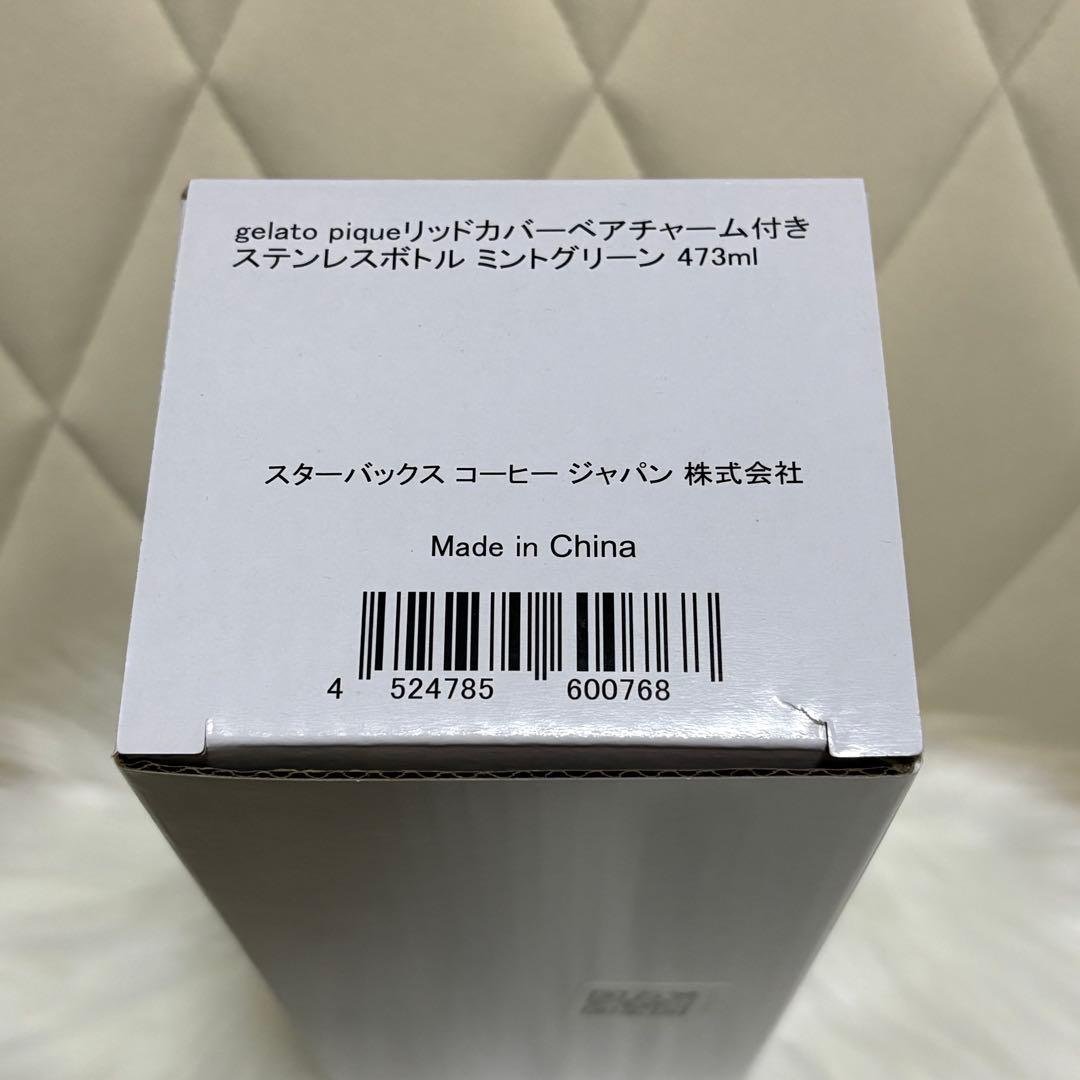 gelato piqueリッドカバーベアチャーム付き
ステンレスボトル ミントグリーン 473ml
スターバックス コーヒー ジャパン 株式会社
Made in China
4 524785 600768